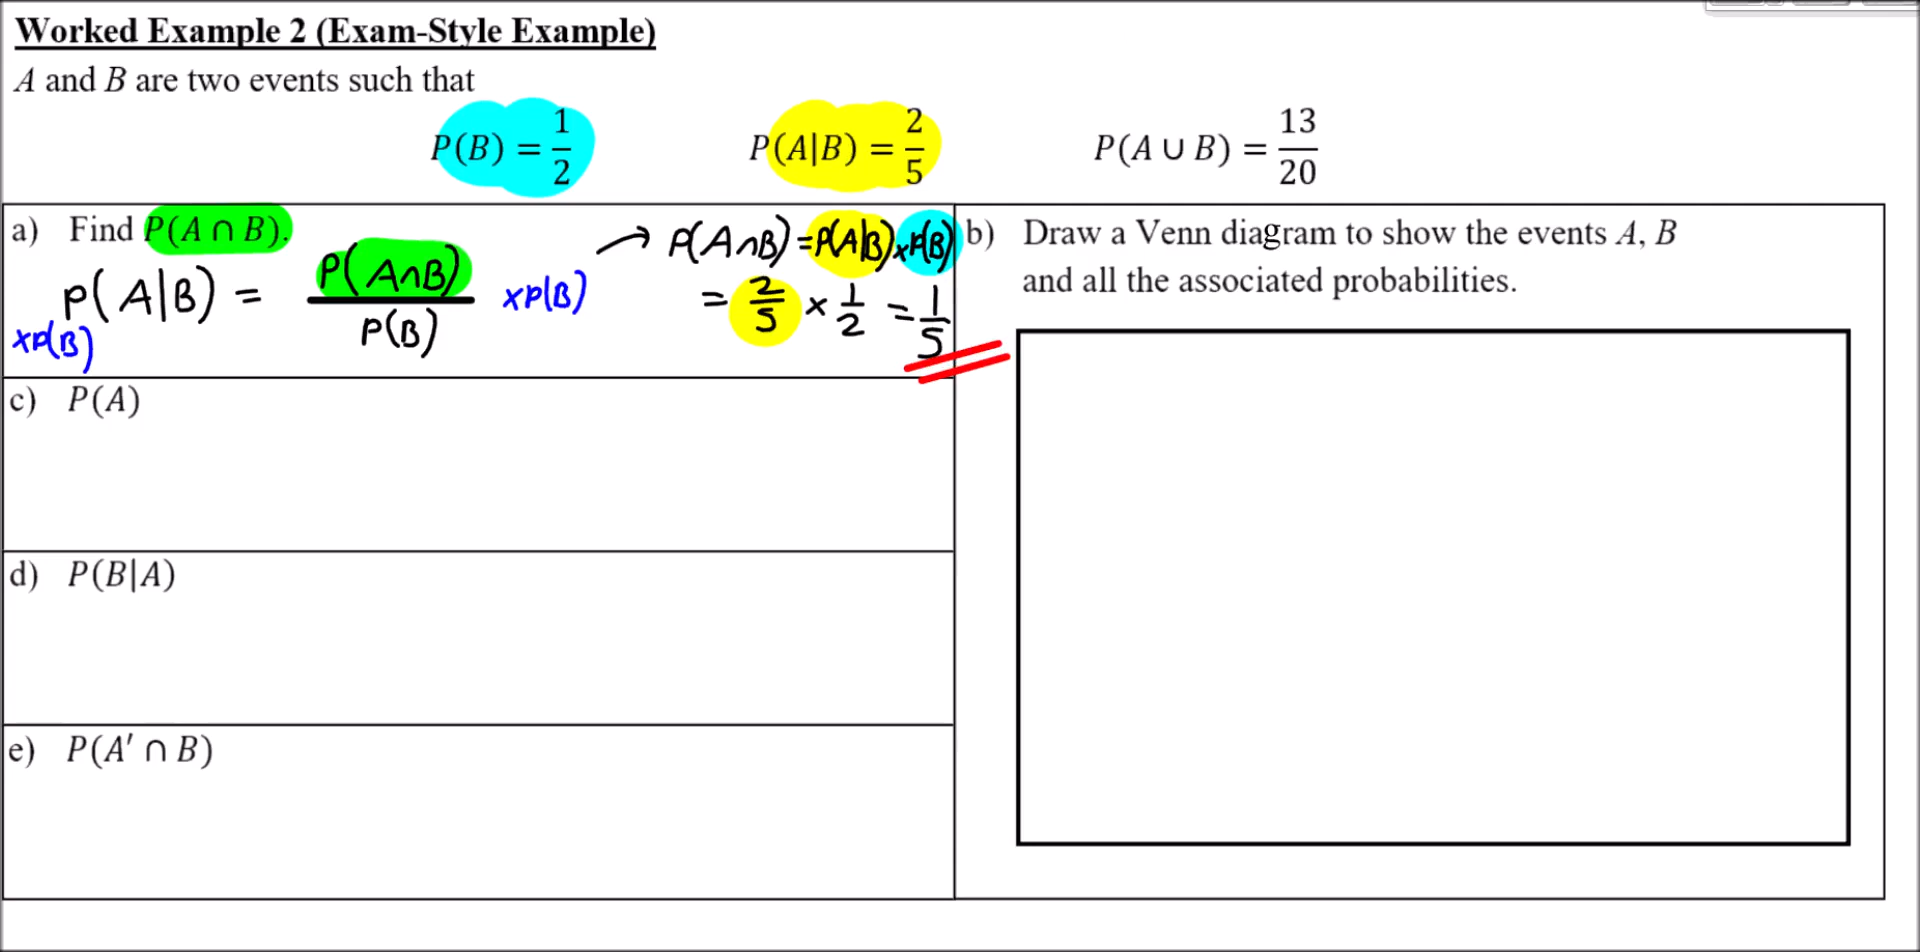 Worked Example 2 (Exam-Style Example)
A and B are two events such that
P(B) = 1/2
P(A|B) = 2/5
P(A ∪ B) = 13/20
a) Find P(A ∩ B).
P(A|B) = P(A∩B)/P(B)
×P(B)
×P(B)
→ P(A∩B) = P(A|B) × P(B)
= 2/5 × 1/2 = 1/5
b) Draw a Venn diagram to show the events A, B
and all the associated probabilities.
c) P(A)
d) P(B|A)
e) P(A′ ∩ B)